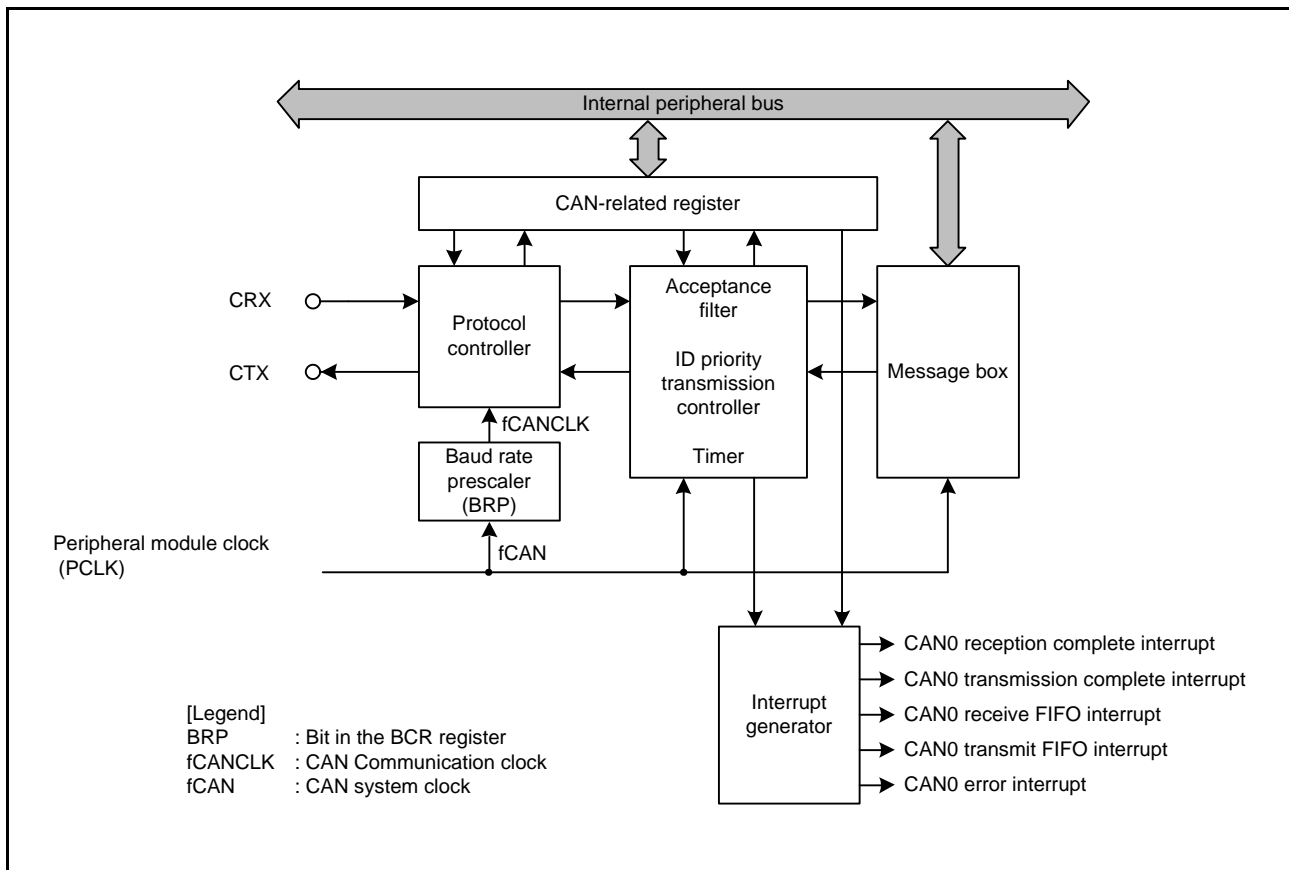 Internal peripheral bus
CAN-related register
CRX
CTX
Protocol
controller
Acceptance
filter
ID priority
transmission
controller
Timer
Message box
fCANCLK
Baud rate
prescaler
(BRP)
Peripheral module clock
(PCLK)
fCAN
Interrupt
generator
CAN0 reception complete interrupt
CAN0 transmission complete interrupt
CAN0 receive FIFO interrupt
CAN0 transmit FIFO interrupt
CAN0 error interrupt
[Legend]
BRP : Bit in the BCR register
fCANCLK : CAN Communication clock
fCAN : CAN system clock